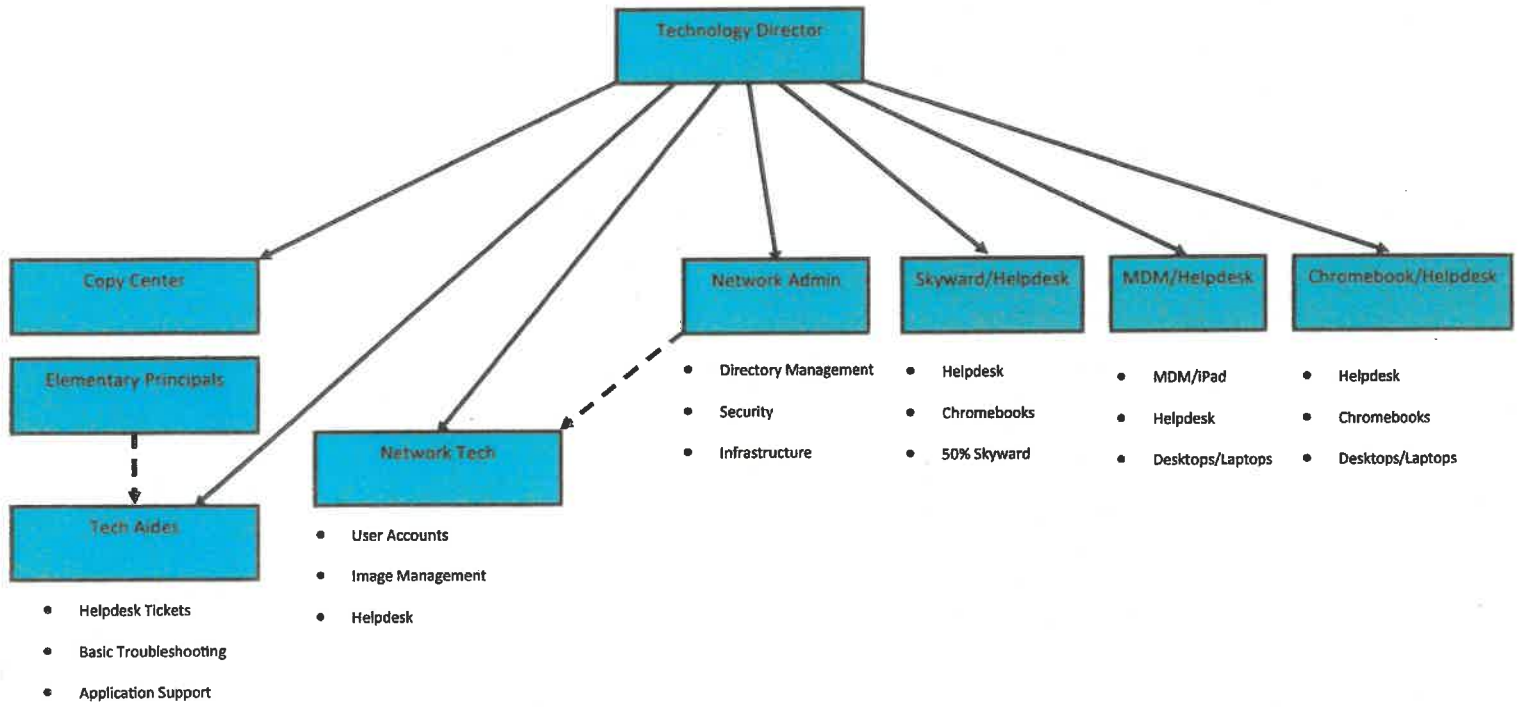 Technology Director
Copy Center
Elementary Principals
Tech Aides
• Helpdesk Tickets
• Basic Troubleshooting
• Application Support
Network Tech
• User Accounts
• Image Management
• Helpdesk
Network Admin
• Directory Management
• Security
• Infrastructure
Skyward/Helpdesk
• Helpdesk
• Chromebooks
• 50% Skyward
MDM/Helpdesk
• MDM/iPad
• Helpdesk
• Desktops/Laptops
Chromebook/Helpdesk
• Helpdesk
• Chromebooks
• Desktops/Laptops